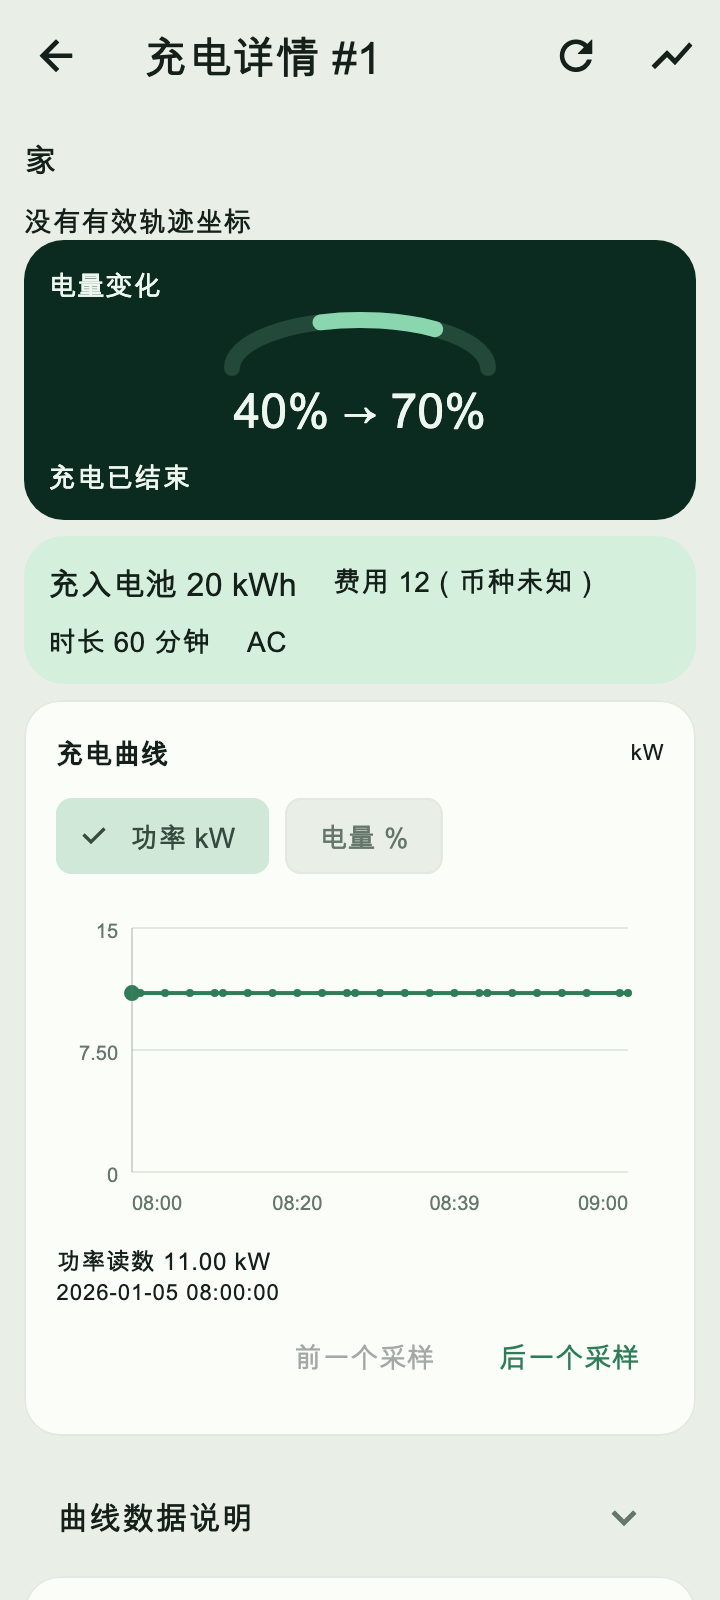 充电详情 #1
家
没有有效轨迹坐标
电量变化
40% → 70%
充电已结束
充入电池 20 kWh 费用 12 ( 币种未知 )
时长 60 分钟 AC
充电曲线 kW
功率 kW 电量 %
15
7.50
0
08:00 08:20 08:39 09:00
功率读数 11.00 kW
2026-01-05 08:00:00
前一个采样 后一个采样
曲线数据说明